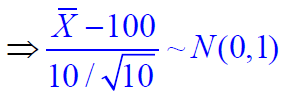 ⇒ (X̅ − 100) / (10 / √10) ~ N(0,1)